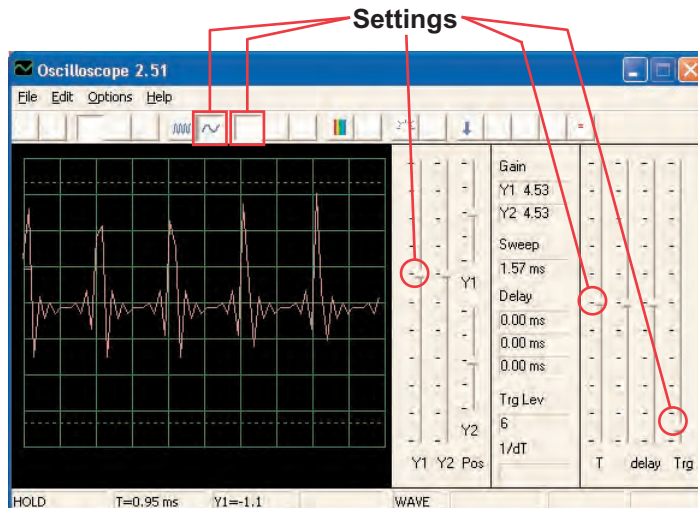 Settings
Oscilloscope 2.51
File Edit Options Help
Gain
Y1 4.53
Y2 4.53
Sweep
1.57 ms
Y1
Delay
0.00 ms
0.00 ms
0.00 ms
Trg Lev
6
Y2
1/dT
Y1 Y2 Pos
T delay Trg
HOLD T=0.95 ms Y1=-1.1 WAVE